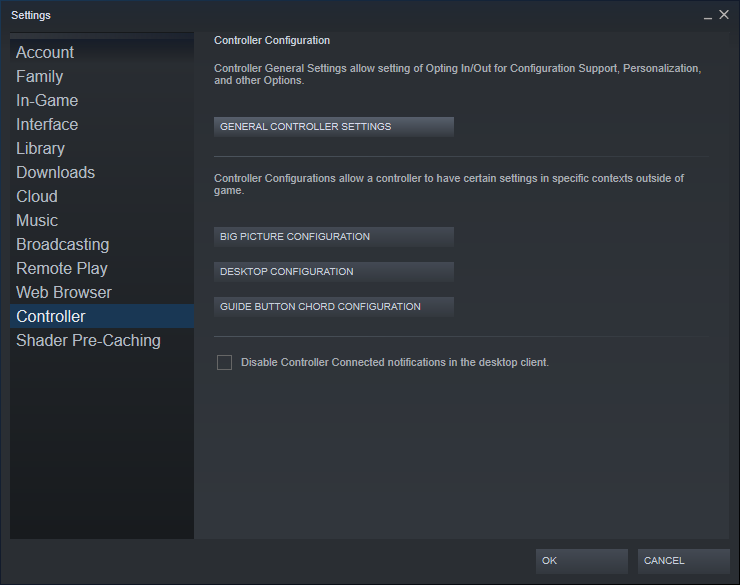 Settings
Account
Family
In-Game
Interface
Library
Downloads
Cloud
Music
Broadcasting
Remote Play
Web Browser
Controller
Shader Pre-Caching
Controller Configuration
Controller General Settings allow setting of Opting In/Out for Configuration Support, Personalization,
and other Options.
GENERAL CONTROLLER SETTINGS
Controller Configurations allow a controller to have certain settings in specific contexts outside of
game.
BIG PICTURE CONFIGURATION
DESKTOP CONFIGURATION
GUIDE BUTTON CHORD CONFIGURATION
Disable Controller Connected notifications in the desktop client.
OK
CANCEL